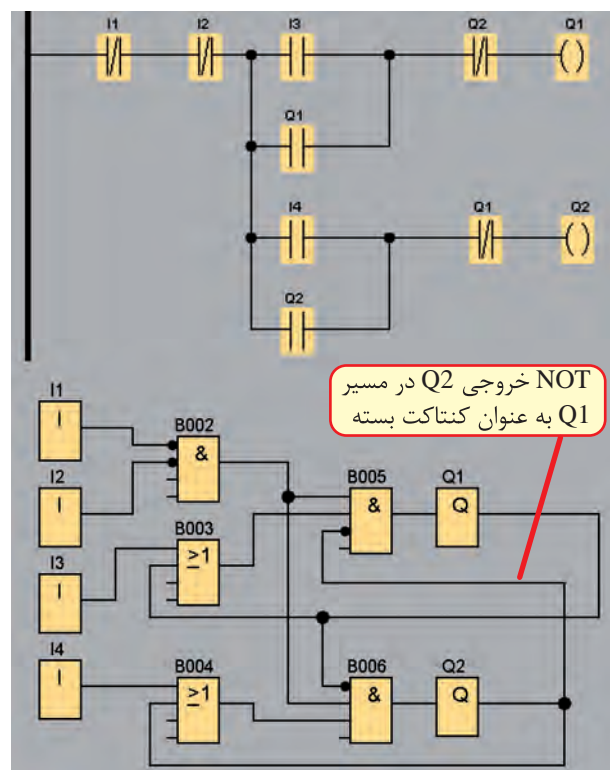 I1 I2 I3 Q2 Q1
Q1
I4 Q1 Q2
Q2
NOT خروجی Q2 در مسیر
Q1 به عنوان کنتاکت بسته
I1
I
B002
&
I2
I
B005
&
Q1
Q
B003
≥1
I3
I
I4
I
B004
≥1
B006
&
Q2
Q